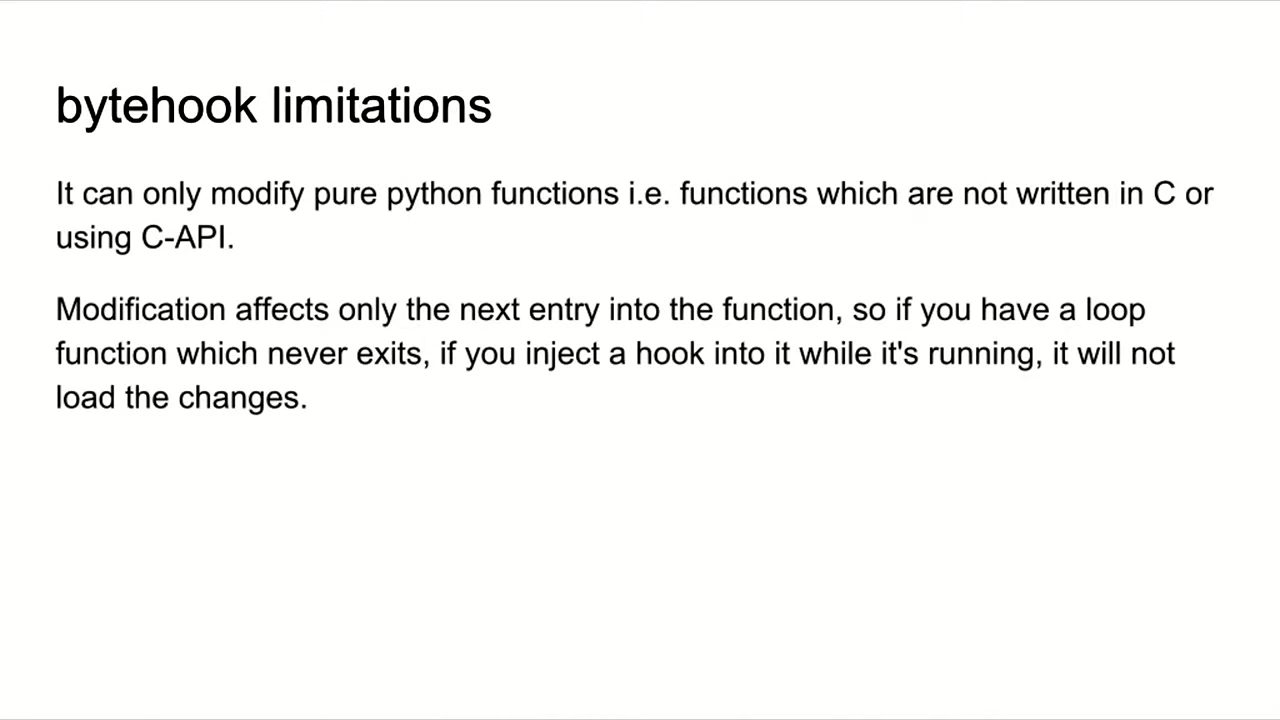 bytehook limitations
It can only modify pure python functions i.e. functions which are not written in C or
using C-API.
Modification affects only the next entry into the function, so if you have a loop
function which never exits, if you inject a hook into it while it's running, it will not
load the changes.